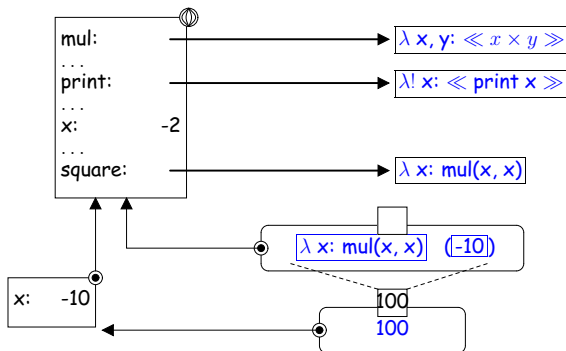 mul: λ x, y: ≪ x × y ≫
. . .
print: λ! x: ≪ print x ≫
. . .
x: -2
. . .
square: λ x: mul(x, x)
λ x: mul(x, x) (-10)
x: -10
100
100